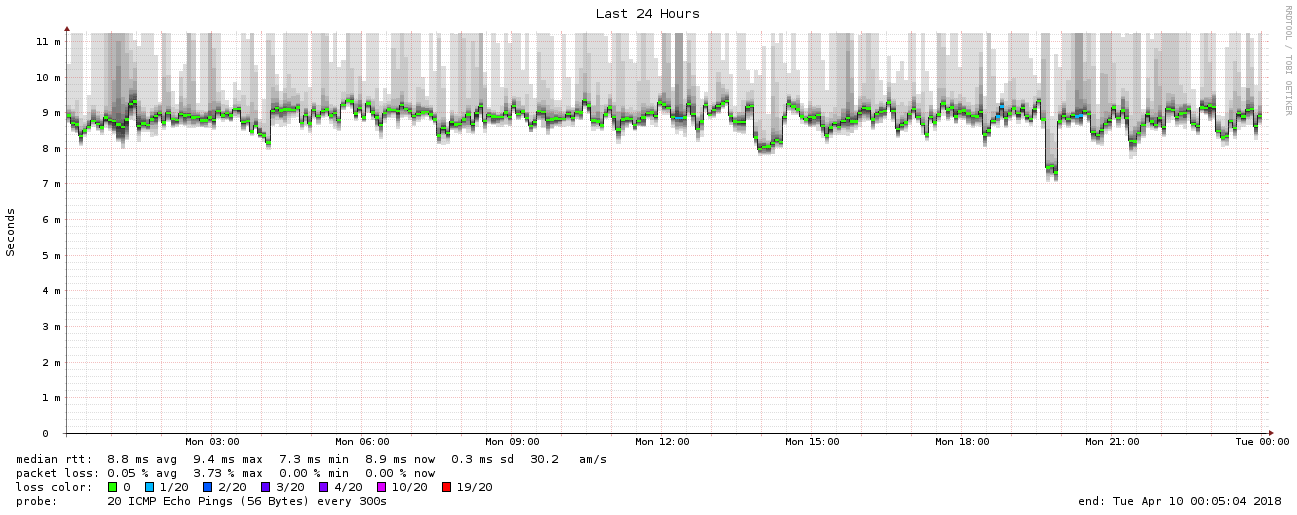 Last 24 Hours
RRDTOOL / TOBI OETIKER
Seconds
11 m
10 m
9 m
8 m
7 m
6 m
5 m
4 m
3 m
2 m
1 m
0
Mon 03:00 Mon 06:00 Mon 09:00 Mon 12:00 Mon 15:00 Mon 18:00 Mon 21:00 Tue 00:00
median rtt: 8.8 ms avg 9.4 ms max 7.3 ms min 8.9 ms now 0.3 ms sd 30.2 am/s
packet loss: 0.05 % avg 3.73 % max 0.00 % min 0.00 % now
loss color: 0 1/20 2/20 3/20 4/20 10/20 19/20
probe: 20 ICMP Echo Pings (56 Bytes) every 300s end: Tue Apr 10 00:05:04 2018